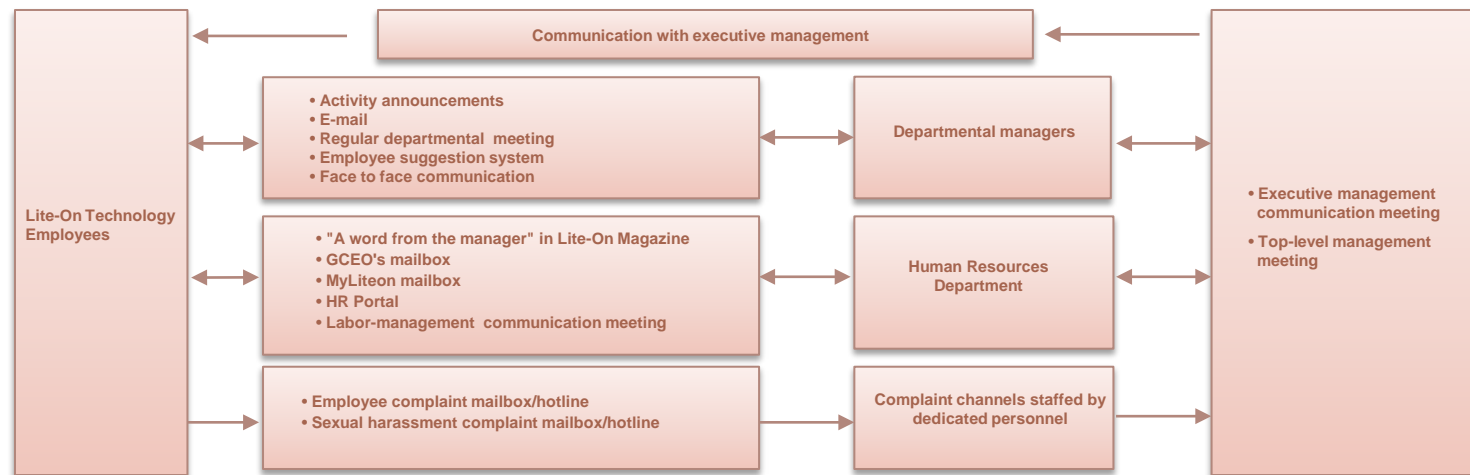 Communication with executive management
Lite-On Technology
Employees
• Activity announcements
• E-mail
• Regular departmental meeting
• Employee suggestion system
• Face to face communication
Departmental managers
• "A word from the manager" in Lite-On Magazine
• GCEO's mailbox
• MyLiteon mailbox
• HR Portal
• Labor-management communication meeting
Human Resources
Department
• Employee complaint mailbox/hotline
• Sexual harassment complaint mailbox/hotline
Complaint channels staffed by
dedicated personnel
• Executive management
communication meeting
• Top-level management
meeting